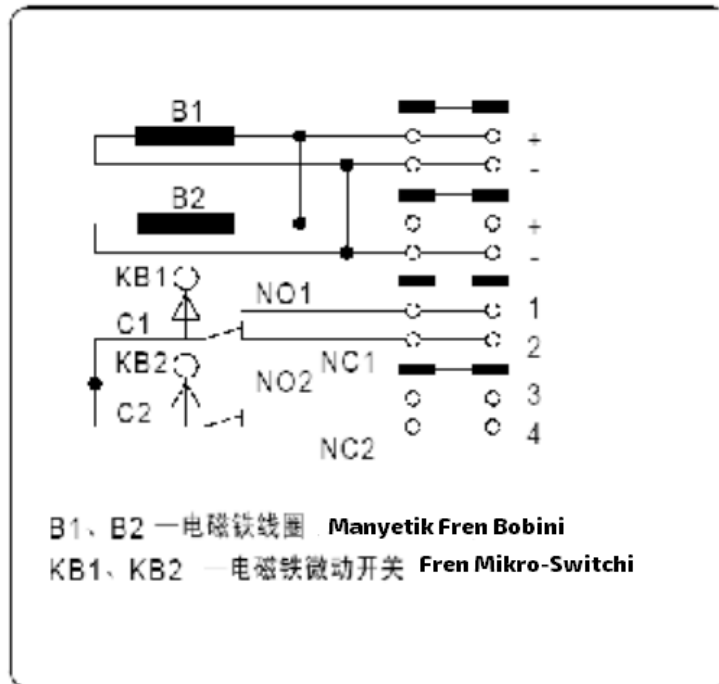 B1
+
-
B2
+
-
KB1
NO1
1
C1
2
KB2
NC1
NO2
3
C2
4
NC2
B1、B2 一电磁铁线圈 Manyetik Fren Bobini
KB1、KB2 一电磁铁微动开关 Fren Mikro-Switchi